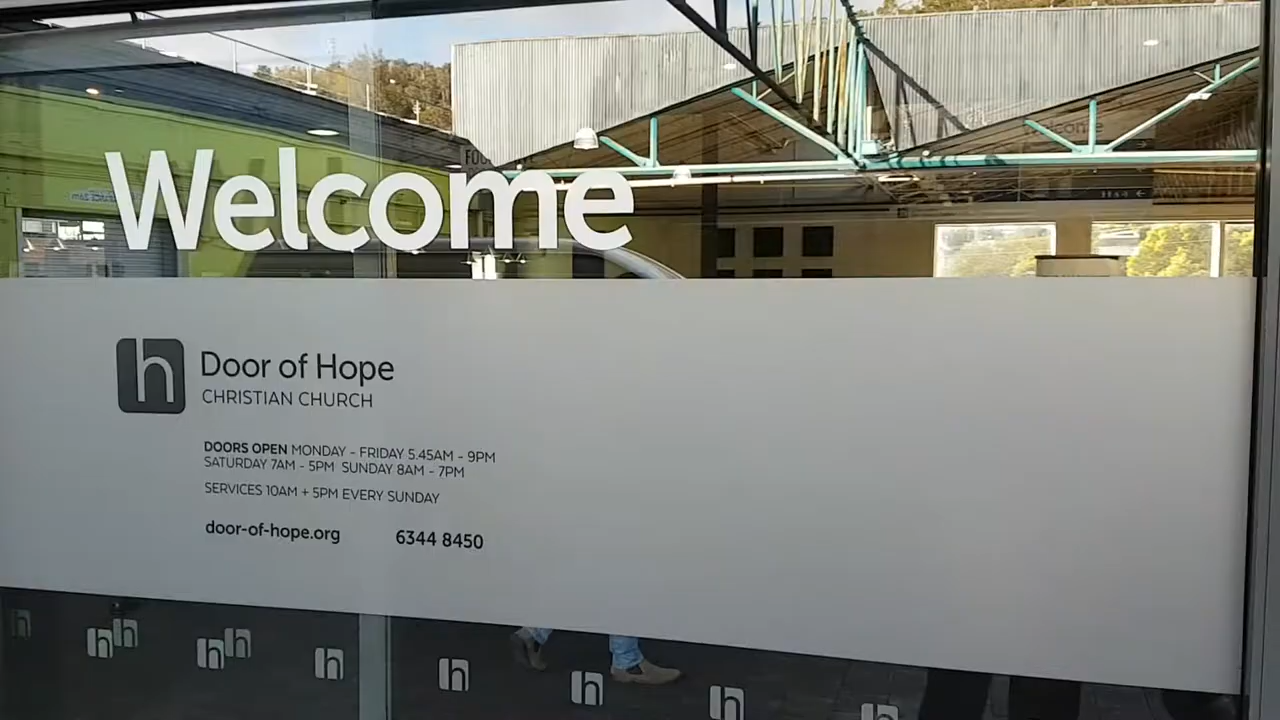 Welcome
h Door of Hope
CHRISTIAN CHURCH
DOORS OPEN MONDAY - FRIDAY 5.45AM - 9PM
SATURDAY 7AM - 5PM SUNDAY 8AM - 7PM
SERVICES 10AM + 5PM EVERY SUNDAY
door-of-hope.org 6344 8450
h h h h h h h h h h